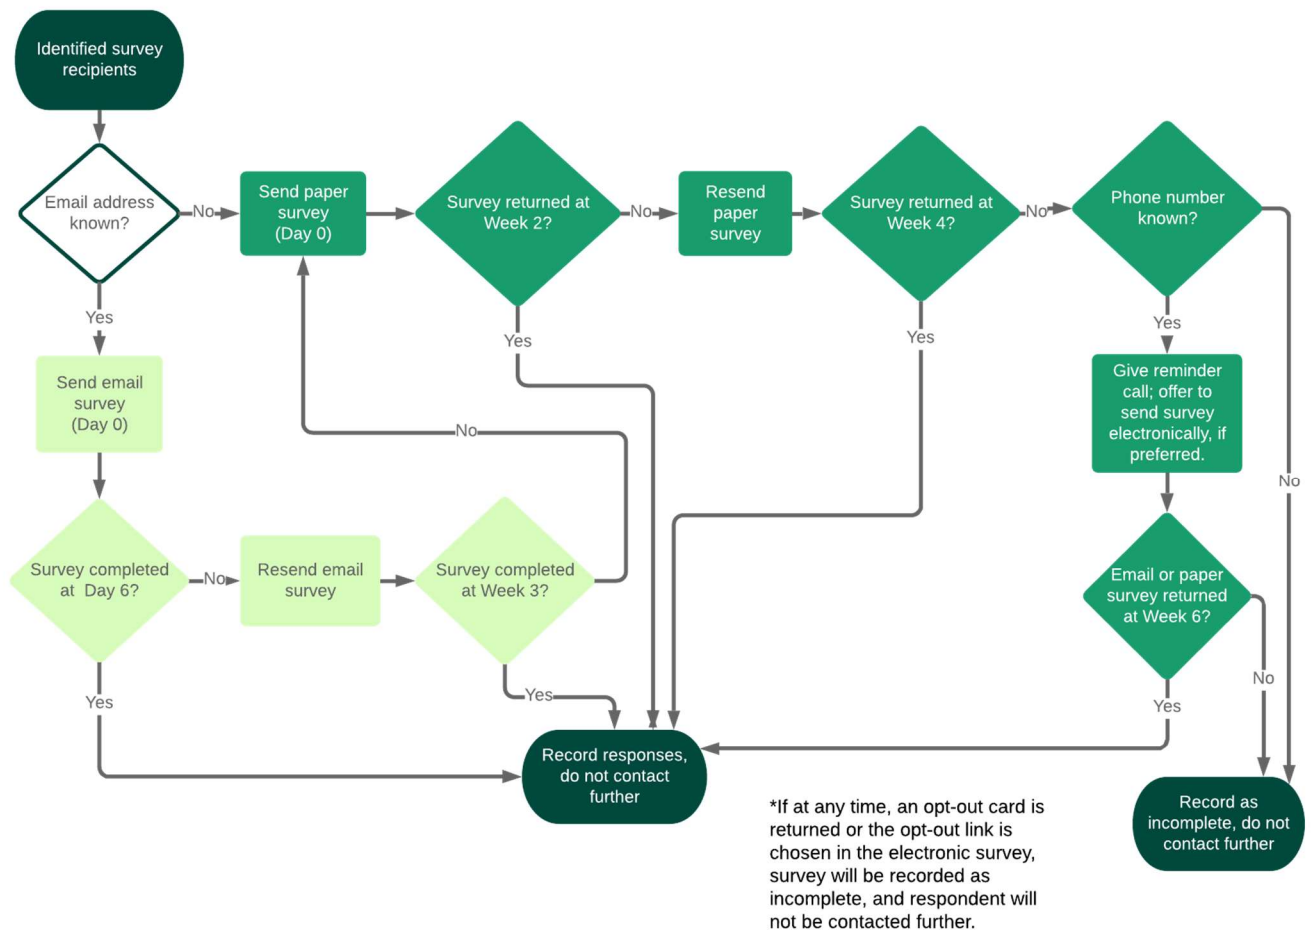 Identified survey
recipients
Email address
known?
No
Send paper
survey
(Day 0)
Survey returned at
Week 2?
No
Resend
paper
survey
Survey returned at
Week 4?
No
Phone number
known?
Yes
Yes
Yes
Yes
No
Send email
survey
(Day 0)
Give reminder
call; offer to
send survey
electronically, if
preferred.
No
Survey completed
at Day 6?
No
Resend email
survey
Survey completed
at Week 3?
Email or paper
survey returned
at Week 6?
No
Yes
Yes
Yes
Record responses,
do not contact
further
Record as
incomplete, do not
contact further
*If at any time, an opt-out card is
returned or the opt-out link is
chosen in the electronic survey,
survey will be recorded as
incomplete, and respondent will
not be contacted further.